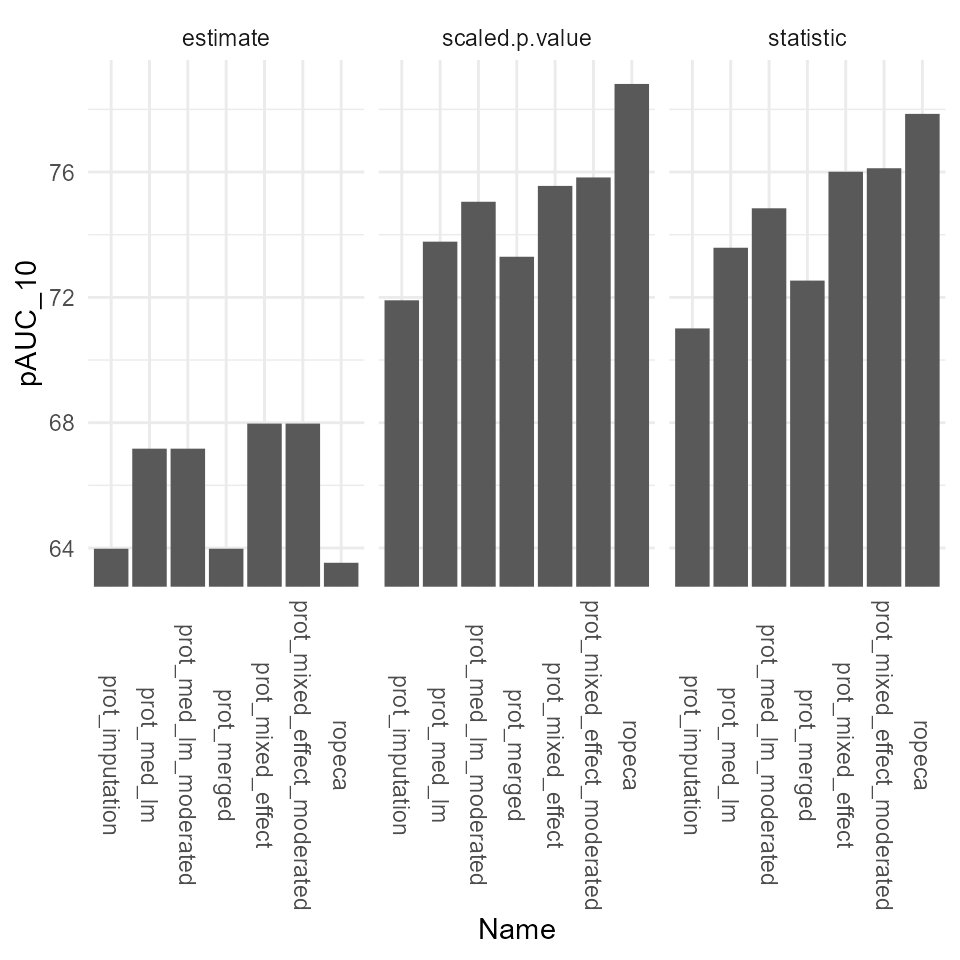 estimate
scaled.p.value
statistic
pAUC_10
76
72
68
64
prot_imputation
prot_med_lm
prot_med_lm_moderated
prot_merged
prot_mixed_effect
prot_mixed_effect_moderated
ropeca
prot_imputation
prot_med_lm
prot_med_lm_moderated
prot_merged
prot_mixed_effect
prot_mixed_effect_moderated
ropeca
prot_imputation
prot_med_lm
prot_med_lm_moderated
prot_merged
prot_mixed_effect
prot_mixed_effect_moderated
ropeca
Name